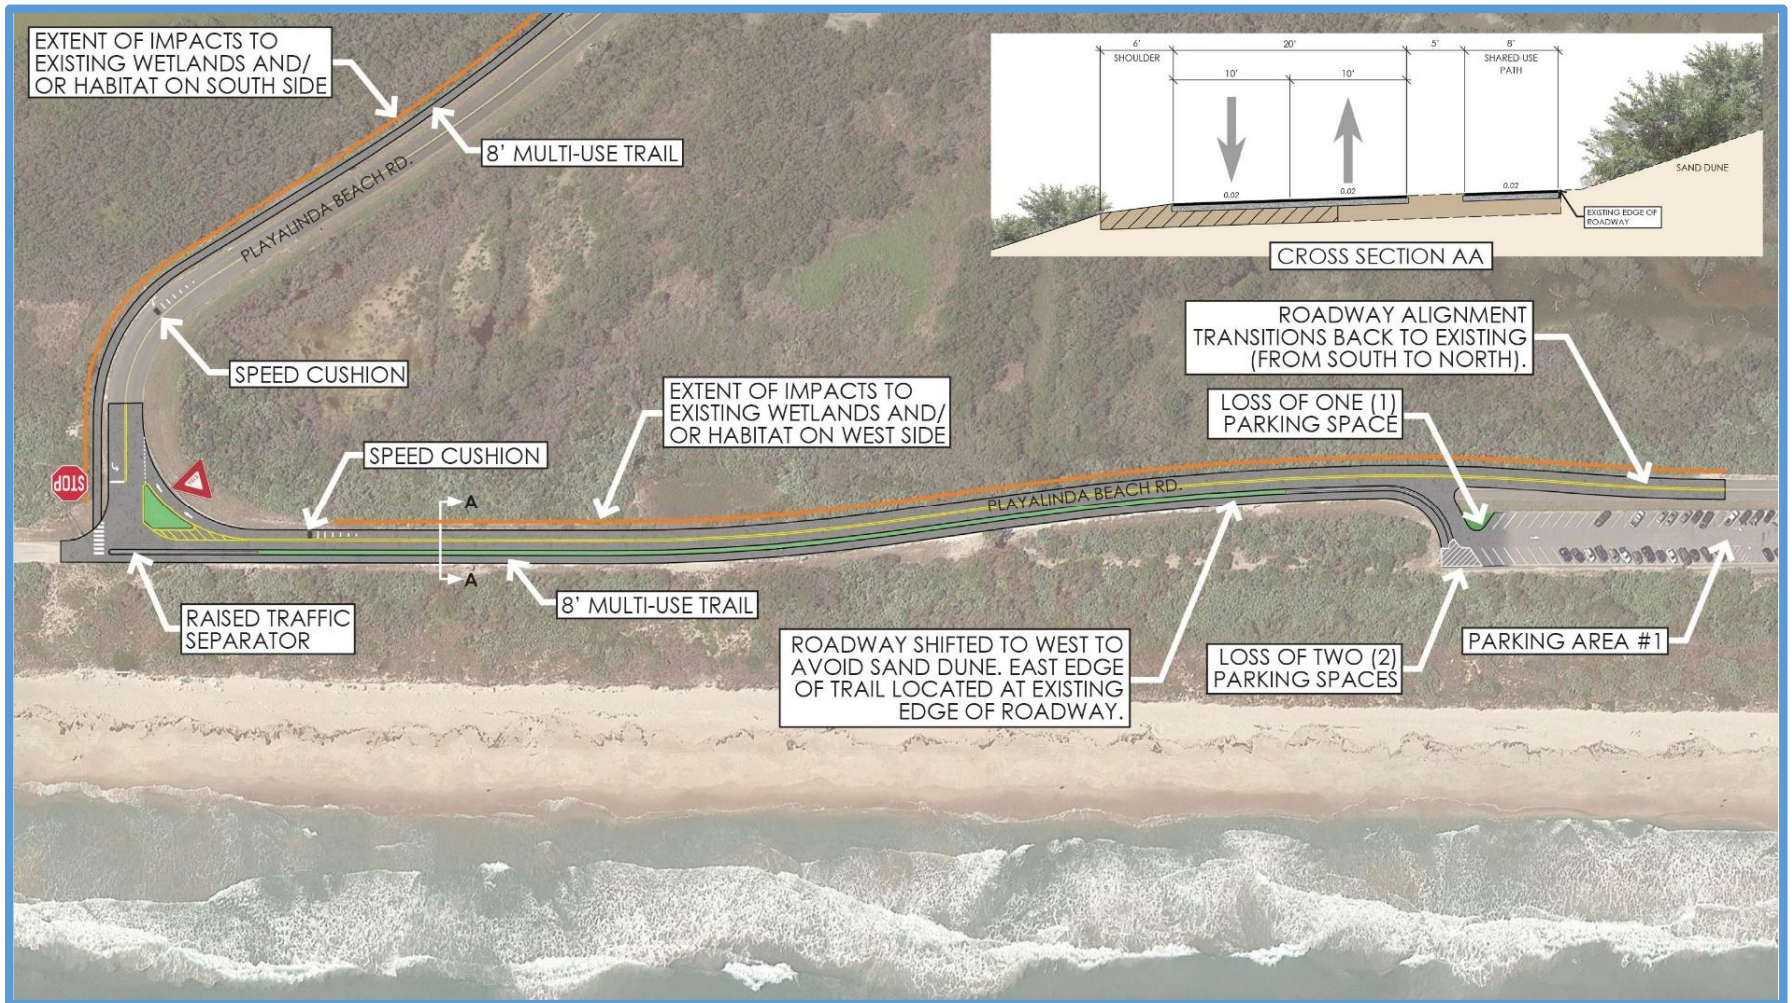 EXTENT OF IMPACTS TO
EXISTING WETLANDS AND/
OR HABITAT ON SOUTH SIDE
8' MULTI-USE TRAIL
PLAYALINDA BEACH RD.
SPEED CUSHION
6'
20'
5'
8'
SHOULDER
SHARED-USE
PATH
10'
10'
0.02
0.02
0.02
SAND DUNE
EXISTING EDGE OF
ROADWAY
CROSS SECTION AA
ROADWAY ALIGNMENT
TRANSITIONS BACK TO EXISTING
(FROM SOUTH TO NORTH).
EXTENT OF IMPACTS TO
EXISTING WETLANDS AND/
OR HABITAT ON WEST SIDE
LOSS OF ONE (1)
PARKING SPACE
SPEED CUSHION
STOP
A
PLAYALINDA BEACH RD.
A
8' MULTI-USE TRAIL
RAISED TRAFFIC
SEPARATOR
ROADWAY SHIFTED TO WEST TO
AVOID SAND DUNE. EAST EDGE
OF TRAIL LOCATED AT EXISTING
EDGE OF ROADWAY.
LOSS OF TWO (2)
PARKING SPACES
PARKING AREA #1